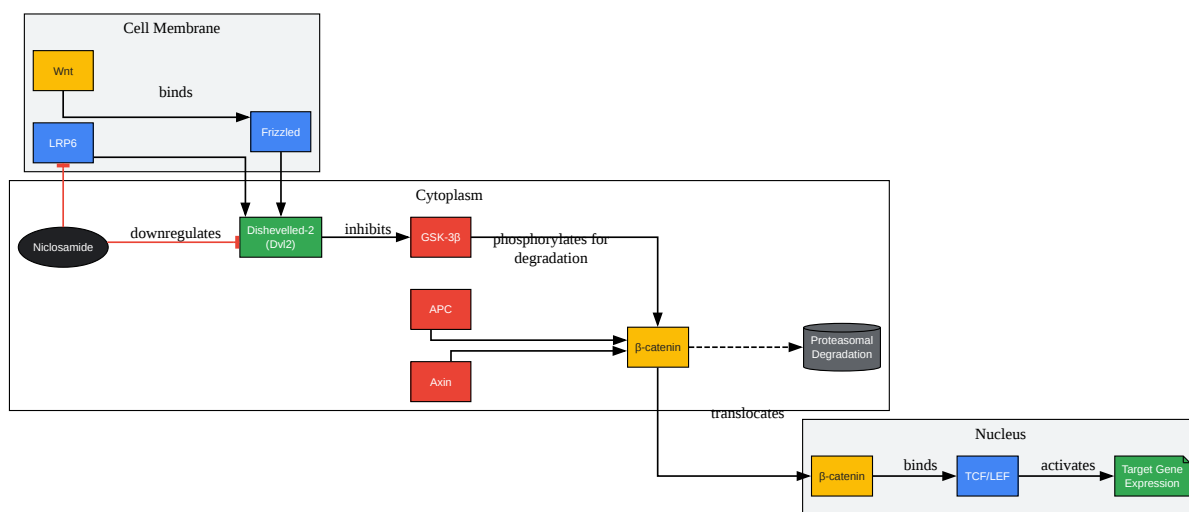 Cell Membrane
Wnt
binds
Frizzled
LRP6
Cytoplasm
Niclosamide
downregulates
Dishevelled-2
(Dvl2)
inhibits
GSK-3β
phosphorylates for
degradation
APC
Axin
β-catenin
Proteasomal
Degradation
translocates
Nucleus
β-catenin
binds
TCF/LEF
activates
Target Gene
Expression